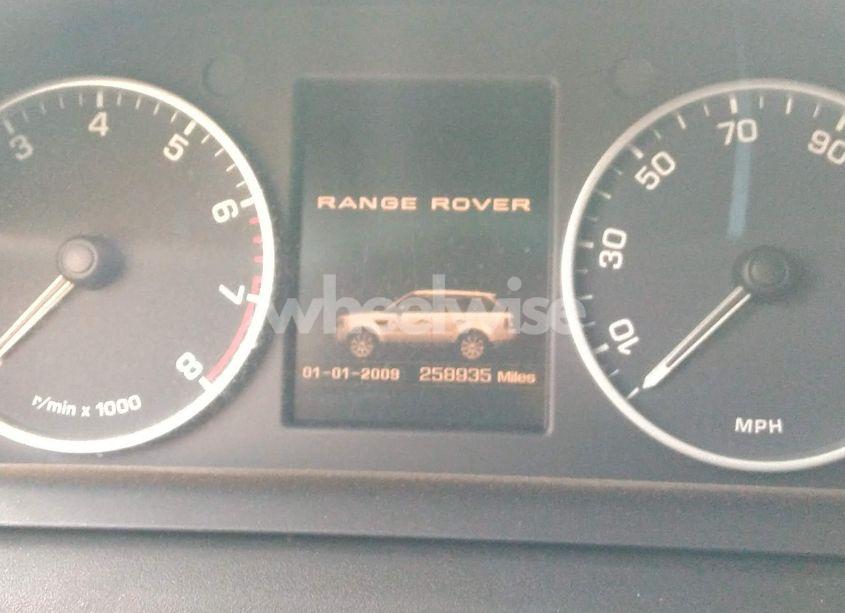 3 4 5 6 7 8
r/min x 1000
RANGE ROVER
wheelwise
01-01-2009 258935 Miles
10 30 50 70 90
MPH